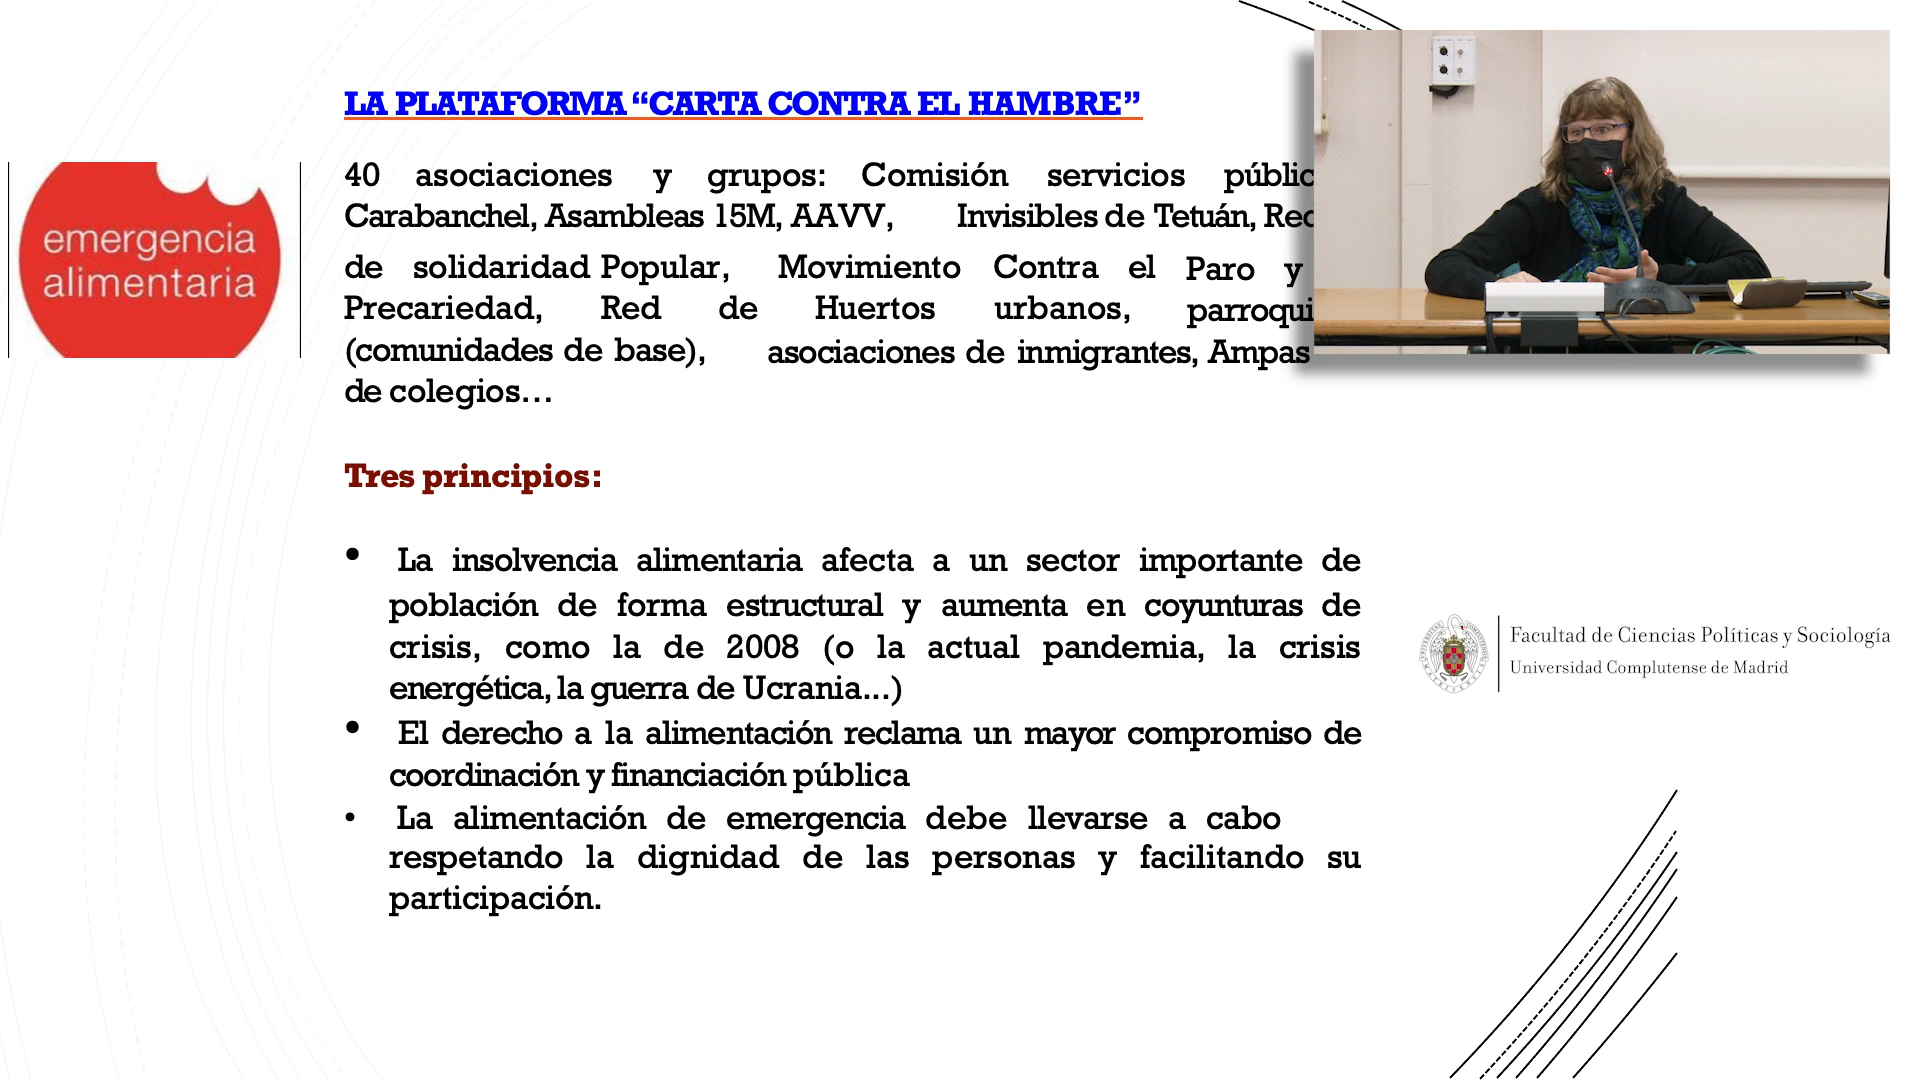 LA PLATAFORMA “CARTA CONTRA EL HAMBRE”
40 asociaciones y grupos: Comisión servicios
Carabanchel, Asambleas 15M, AAVV, Invisibles de Tetuán,
de solidaridad Popular, Movimiento Contra el Paro y
Precariedad, Red de Huertos urbanos,
(comunidades de base), asociaciones de inmigrantes, Ampas
de colegios...
emergencia
alimentaria
Tres principios:
• La insolvencia alimentaria afecta a un sector importante de
población de forma estructural y aumenta en coyunturas de
crisis, como la de 2008 (o la actual pandemia, la crisis
energética, la guerra de Ucrania...)
• El derecho a la alimentación reclama un mayor compromiso de
coordinación y financiación pública
• La alimentación de emergencia debe llevarse a cabo
respetando la dignidad de las personas y facilitando su
participación.
Facultad de Ciencias Políticas y Sociología
Universidad Complutense de Madrid
BOSCH